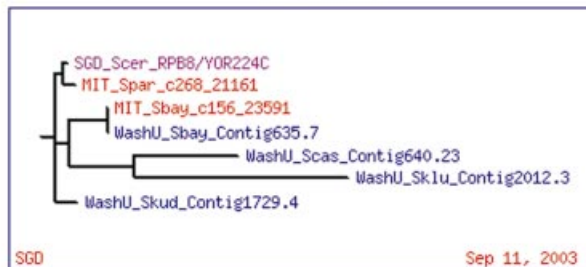 SGD_Scer_RPB8/YOR224C
MIT_Spar_c268_21161
MIT_Sbay_c156_23591
WashU_Sbay_Contig635.7
WashU_Scas_Contig640.23
WashU_Sklu_Contig2012.3
WashU_Skud_Contig1729.4
SGD Sep 11, 2003